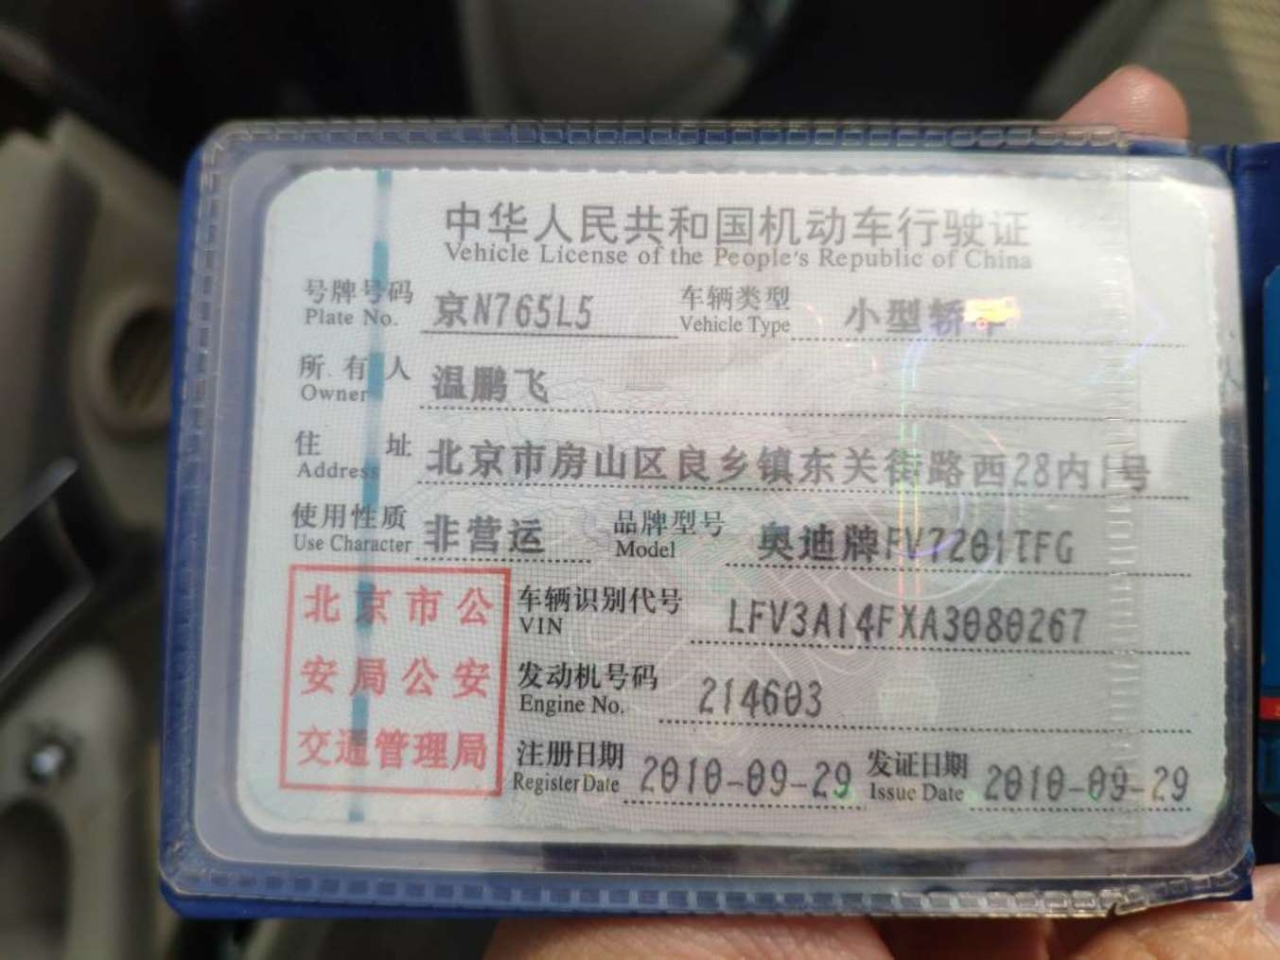 中华人民共和国机动车行驶证
Vehicle License of the People's Republic of China
号牌号码 京N765L5 车辆类型 小型轿车
Plate No. Vehicle Type
所有人 温鹏飞
Owner
住址 北京市房山区良乡镇东关街路西28内1号
Address
使用性质 非营运 品牌型号 奥迪牌FV7201TFG
Use Character Model
北京市公
安局公安
交通管理局
车辆识别代号 LFV3A14FXA3080267
VIN
发动机号码 214603
Engine No.
注册日期 2010-09-29 发证日期 2010-09-29
Register Date Issue Date